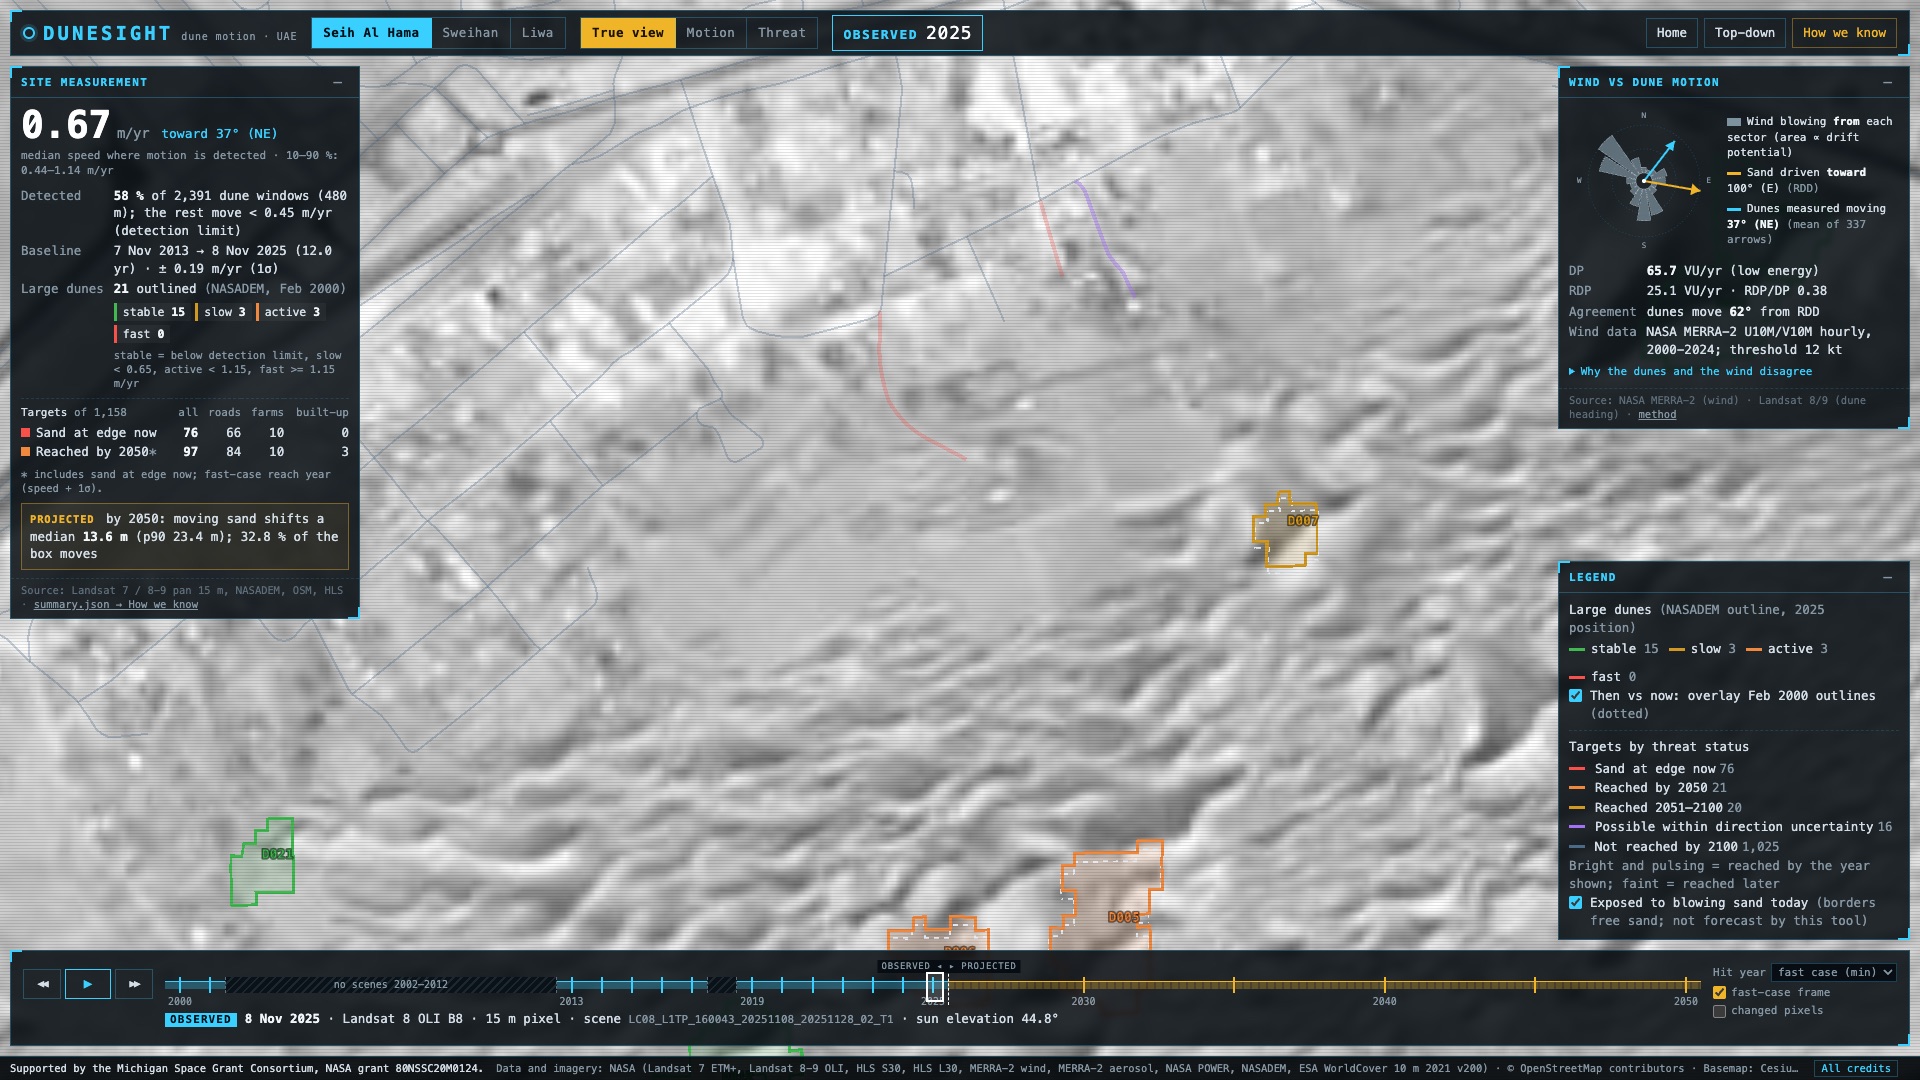 DUNESIGHT dune motion · UAE
Seih Al Hama Sweihan Liwa
True view Motion Threat
OBSERVED 2025
Home Top-down How we know
SITE MEASUREMENT —
0.67 m/yr toward 37° (NE)
median speed where motion is detected · 10–90 %:
0.44–1.14 m/yr
Detected 58 % of 2,391 dune windows (480
m); the rest move < 0.45 m/yr
(detection limit)
Baseline 7 Nov 2013 → 8 Nov 2025 (12.0
yr) · ± 0.19 m/yr (1σ)
Large dunes 21 outlined (NASADEM, Feb 2000)
stable 15 slow 3 active 3
fast 0
stable = below detection limit, slow
< 0.65, active < 1.15, fast >= 1.15
m/yr
Targets of 1,158 all roads farms built-up
Sand at edge now 76 66 10 0
Reached by 2050* 97 84 10 3
* includes sand at edge now; fast-case reach year
(speed + 1σ).
PROJECTED by 2050: moving sand shifts a
median 13.6 m (p90 23.4 m); 32.8 % of the
box moves
Source: Landsat 7 / 8–9 pan 15 m, NASADEM, OSM, HLS
· summary.json → How we know
WIND VS DUNE MOTION —
N
W E
S
Wind blowing from each
sector (area ∝ drift
potential)
Sand driven toward
100° (E) (RDD)
Dunes measured moving
37° (NE) (mean of 337
arrows)
DP 65.7 VU/yr (low energy)
RDP 25.1 VU/yr · RDP/DP 0.38
Agreement dunes move 62° from RDD
Wind data NASA MERRA-2 U10M/V10M hourly,
2000–2024; threshold 12 kt
▶ Why the dunes and the wind disagree
Source: NASA MERRA-2 (wind) · Landsat 8/9 (dune
heading) · method
D007
D021
D005
LEGEND —
Large dunes (NASADEM outline, 2025
position)
stable 15 slow 3 active 3
fast 0
Then vs now: overlay Feb 2000 outlines
(dotted)
Targets by threat status
Sand at edge now 76
Reached by 2050 21
Reached 2051–2100 20
Possible within direction uncertainty 16
Not reached by 2100 1,025
Bright and pulsing = reached by the year
shown; faint = reached later
Exposed to blowing sand today (borders
free sand; not forecast by this tool)
OBSERVED ◂ ▸ PROJECTED
no scenes 2002–2012
2000 2013 2019 2025 2030 2040 2050
OBSERVED 8 Nov 2025 · Landsat 8 OLI B8 · 15 m pixel · scene LC08_L1TP_160043_20251108_20251128_02_T1 · sun elevation 44.8°
Hit year fast case (min)
fast-case frame
changed pixels
Supported by the Michigan Space Grant Consortium, NASA grant 80NSSC20M0124. Data and imagery: NASA (Landsat 7 ETM+, Landsat 8–9 OLI, HLS S30, HLS L30, MERRA-2 wind, MERRA-2 aerosol, NASA POWER, NASADEM, ESA WorldCover 10 m 2021 v200) · © OpenStreetMap contributors · Basemap: Cesiu… All credits